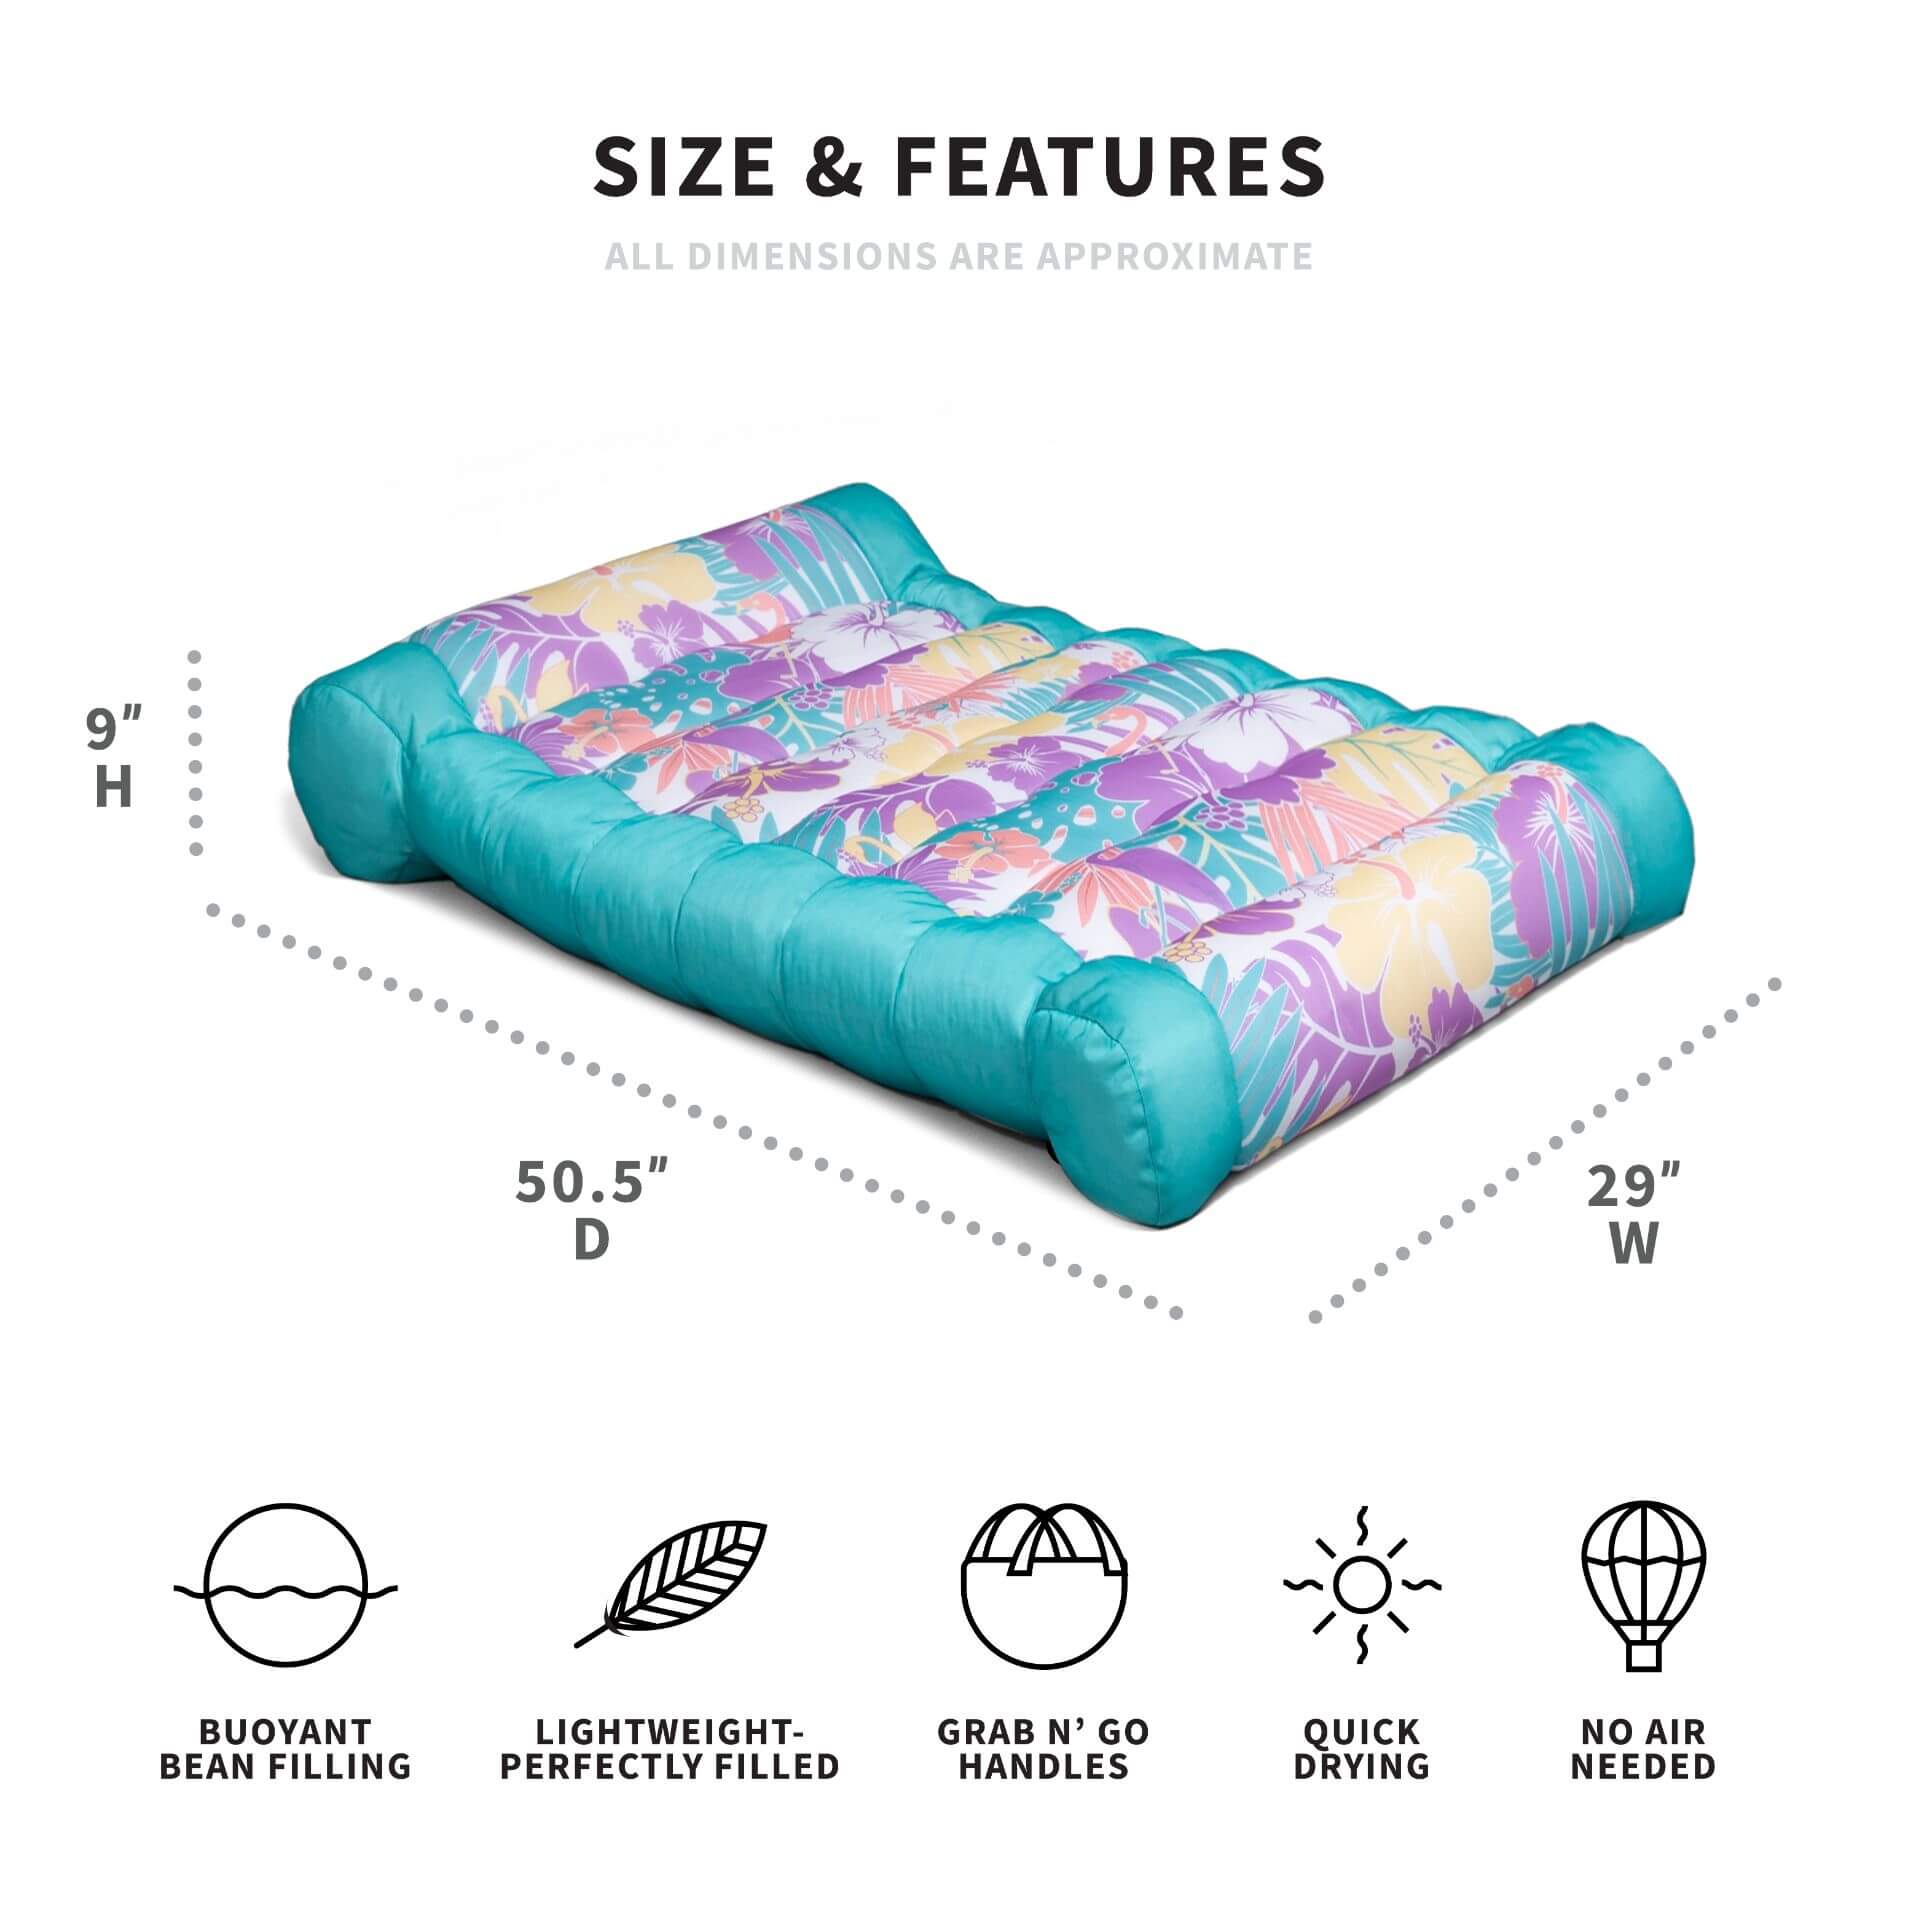 SIZE & FEATURES
ALL DIMENSIONS ARE APPROXIMATE
9"
H
50.5"
D
29"
W
BUOYANT
BEAN FILLING
LIGHTWEIGHT-
PERFECTLY FILLED
GRAB N’ GO
HANDLES
QUICK
DRYING
NO AIR
NEEDED